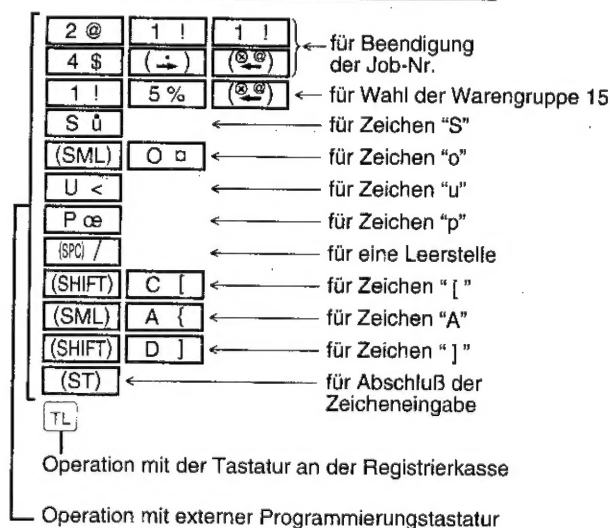 2 @ 1 ! 1 ! für Beendigung
4 $ (→) (⊗ @ ←) der Job-Nr.
1 ! 5 % (⊗ @ ←) für Wahl der Warengruppe 15
S û für Zeichen “S”
(SML) O ¤ für Zeichen “o”
U < für Zeichen “u”
P œ für Zeichen “p”
(SPC) / für eine Leerstelle
(SHIFT) C [ für Zeichen “ [ ”
(SML) A { für Zeichen “A”
(SHIFT) D ] für Zeichen “ ] ”
(ST) für Abschluß der
Zeicheneingabe
TL
Operation mit der Tastatur an der Registrierkasse
Operation mit externer Programmierungstastatur